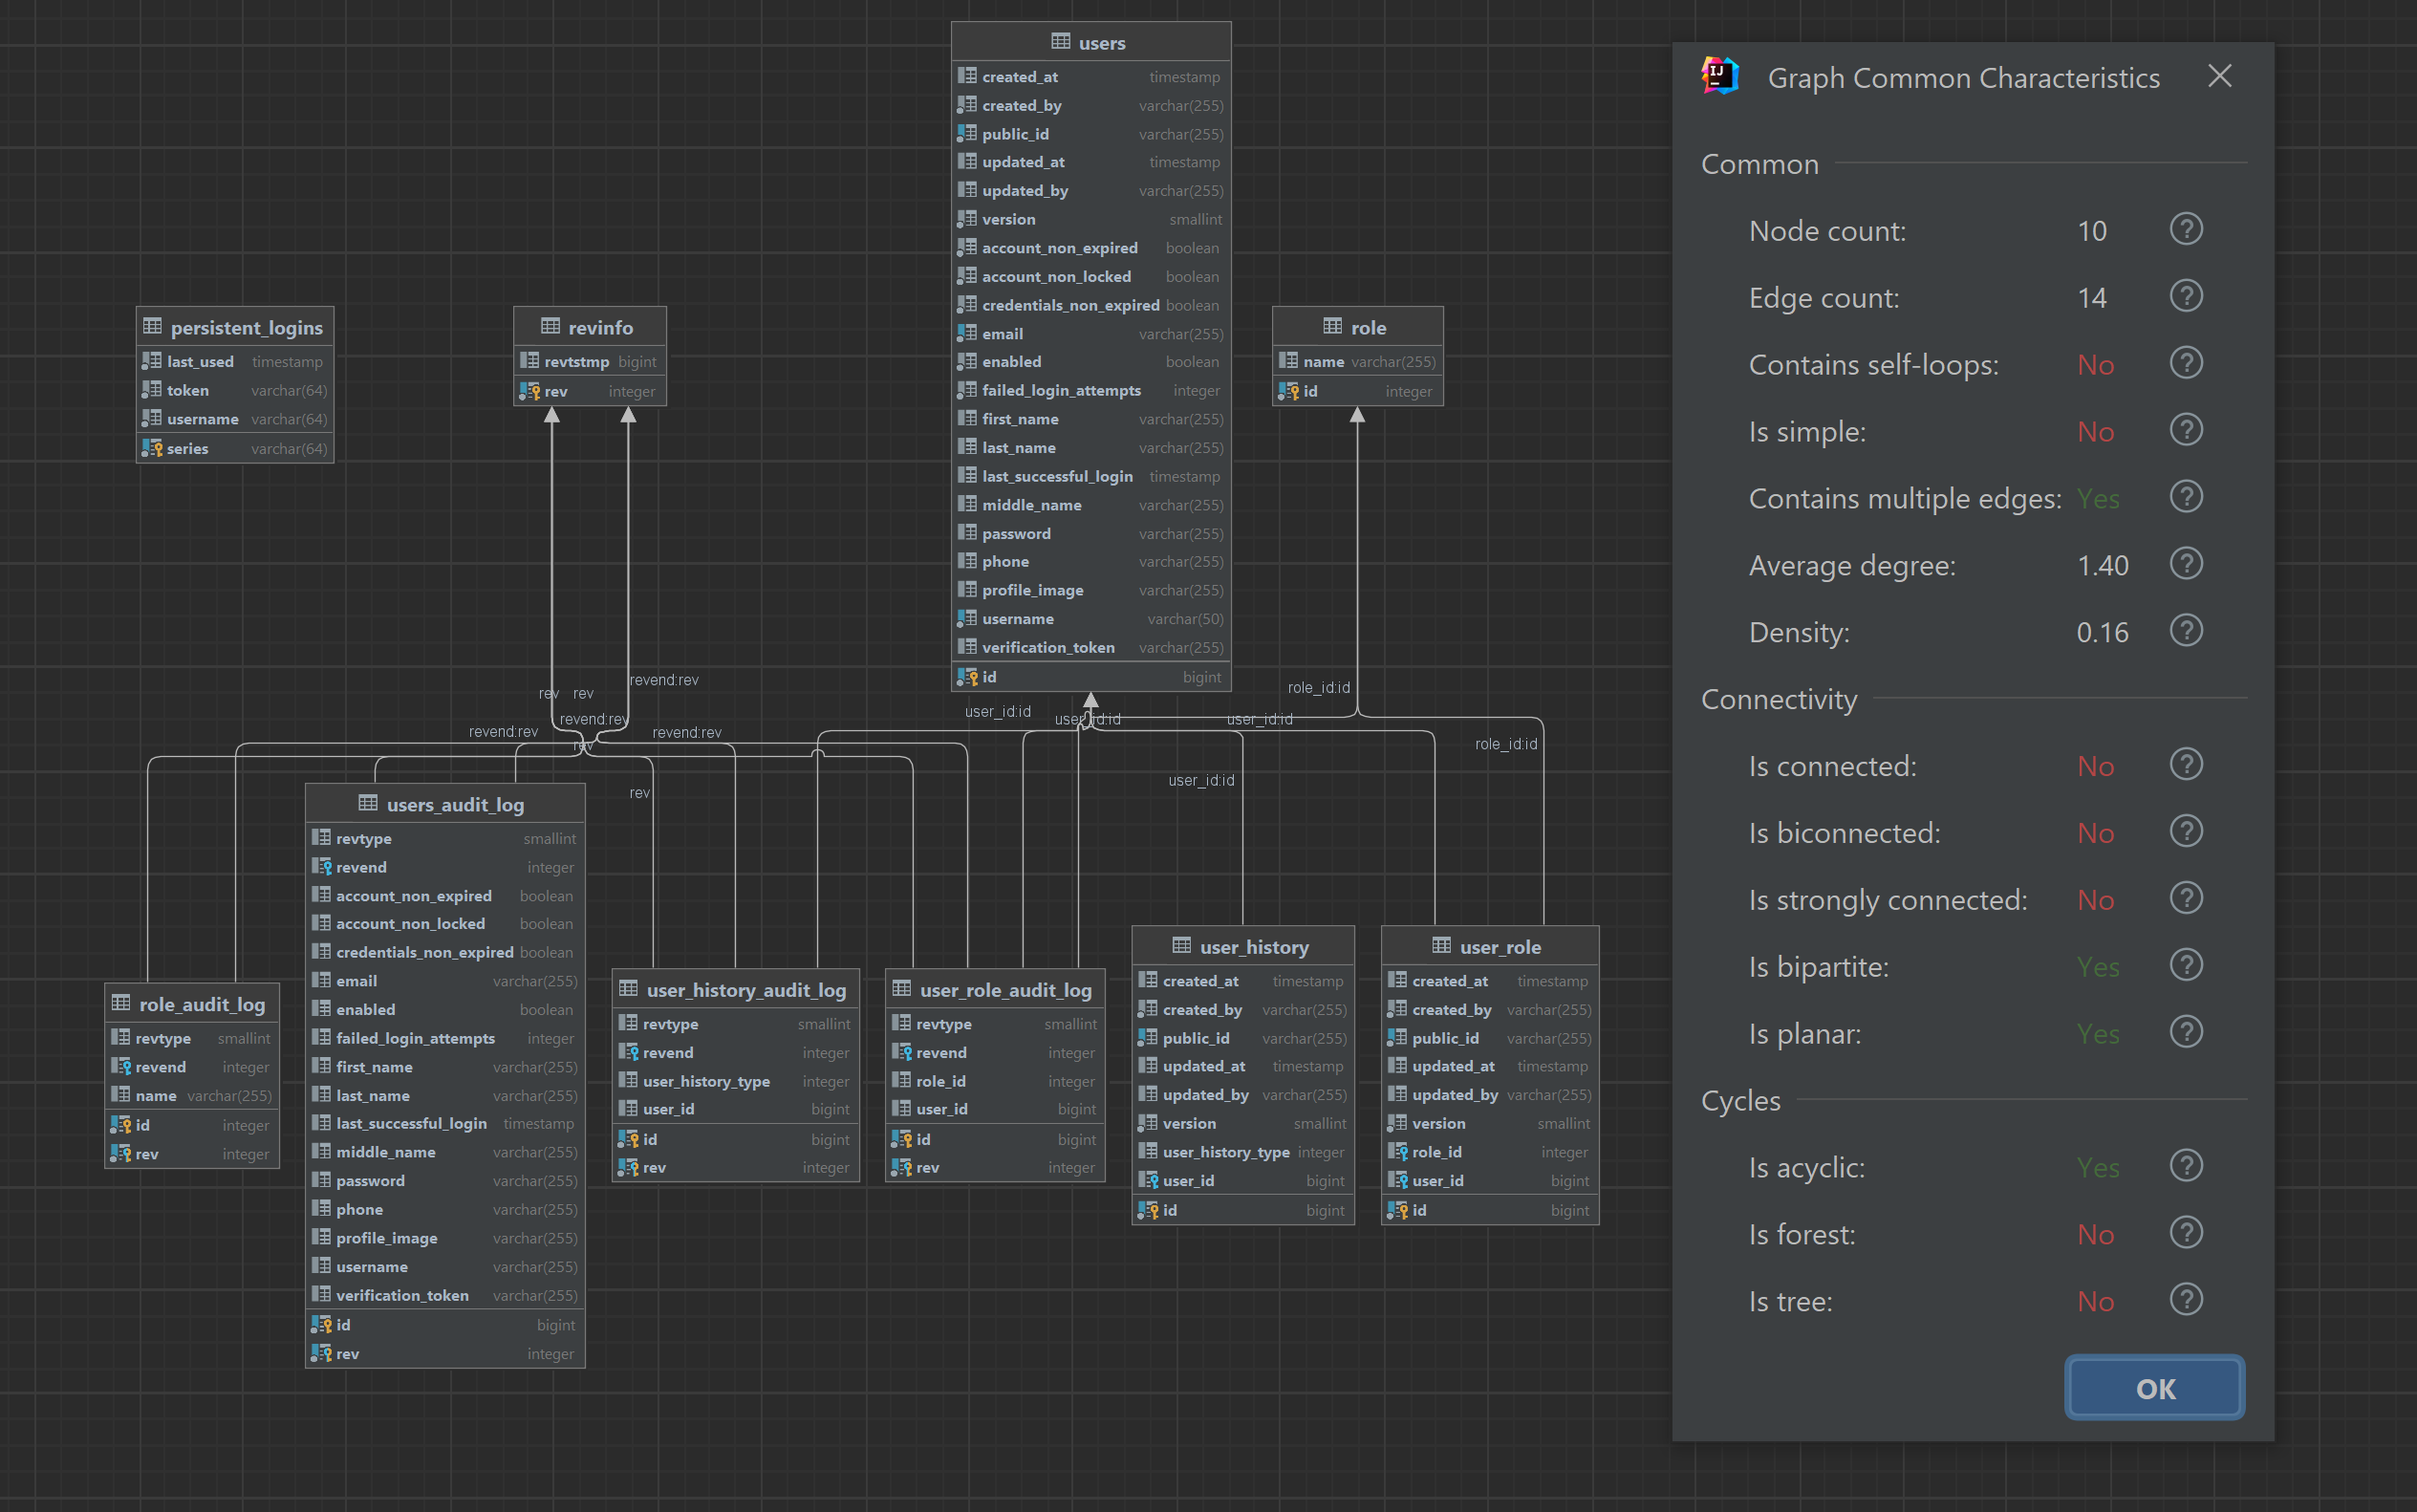 users
created_at timestamp
created_by varchar(255)
public_id varchar(255)
updated_at timestamp
updated_by varchar(255)
version smallint
account_non_expired boolean
account_non_locked boolean
credentials_non_expired boolean
email varchar(255)
enabled boolean
failed_login_attempts integer
first_name varchar(255)
last_name varchar(255)
last_successful_login timestamp
middle_name varchar(255)
password varchar(255)
phone varchar(255)
profile_image varchar(255)
username varchar(50)
verification_token varchar(255)
id bigint
persistent_logins
last_used timestamp
token varchar(64)
username varchar(64)
series varchar(64)
revinfo
revtstmp bigint
rev integer
role
name varchar(255)
id integer
revend:rev
rev rev
revend:rev
revend:rev
revend:rev
rev
rev
role_id:id
user_id:id
user_id:id
user_id:id
role_id:id
user_id:id
users_audit_log
revtype smallint
revend integer
account_non_expired boolean
account_non_locked boolean
credentials_non_expired boolean
email varchar(255)
enabled boolean
failed_login_attempts integer
first_name varchar(255)
last_name varchar(255)
last_successful_login timestamp
middle_name varchar(255)
password varchar(255)
phone varchar(255)
profile_image varchar(255)
username varchar(255)
verification_token varchar(255)
id bigint
rev integer
role_audit_log
revtype smallint
revend integer
name varchar(255)
id integer
rev integer
user_history_audit_log
revtype smallint
revend integer
user_history_type integer
user_id bigint
id bigint
rev integer
user_role_audit_log
revtype smallint
revend integer
role_id integer
user_id bigint
id bigint
rev integer
user_history
created_at timestamp
created_by varchar(255)
public_id varchar(255)
updated_at timestamp
updated_by varchar(255)
version smallint
user_history_type integer
user_id bigint
id bigint
user_role
created_at timestamp
created_by varchar(255)
public_id varchar(255)
updated_at timestamp
updated_by varchar(255)
version smallint
role_id integer
user_id bigint
id bigint
IJ
Graph Common Characteristics
Common
Node count: 10 ?
Edge count: 14 ?
Contains self-loops: No ?
Is simple: No ?
Contains multiple edges: Yes ?
Average degree: 1.40 ?
Density: 0.16 ?
Connectivity
Is connected: No ?
Is biconnected: No ?
Is strongly connected: No ?
Is bipartite: Yes ?
Is planar: Yes ?
Cycles
Is acyclic: Yes ?
Is forest: No ?
Is tree: No ?
OK